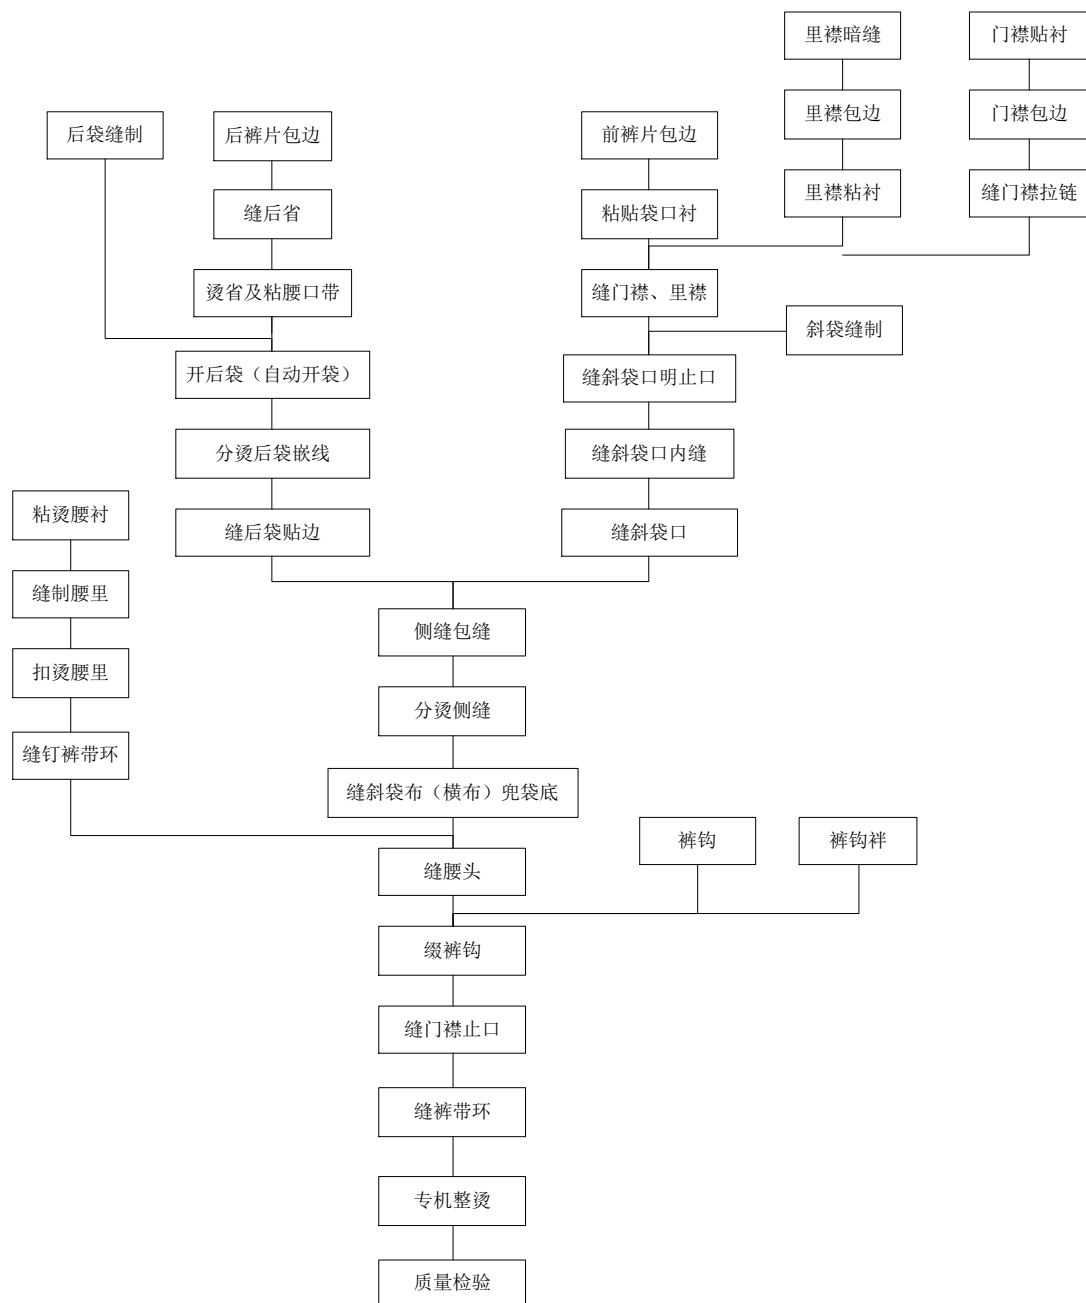 里襟暗缝
门襟贴衬
后袋缝制
后裤片包边
前裤片包边
里襟包边
门襟包边
缝后省
粘贴袋口衬
里襟粘衬
缝门襟拉链
烫省及粘腰口带
缝门襟、里襟
斜袋缝制
开后袋（自动开袋）
缝斜袋口明止口
分烫后袋嵌线
缝斜袋口内缝
粘烫腰衬
缝后袋贴边
缝斜袋口
缝制腰里
侧缝包缝
扣烫腰里
分烫侧缝
缝钉裤带环
缝斜袋布（横布）兜袋底
裤钩
裤钩袢
缝腰头
缀裤钩
缝门襟止口
缝裤带环
专机整烫
质量检验